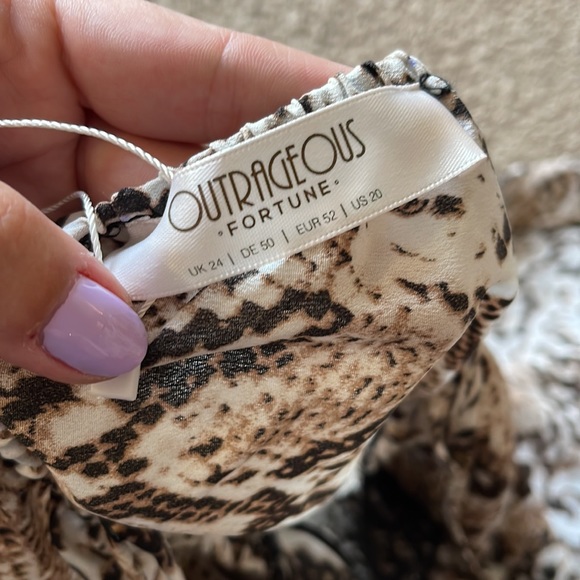 OUTRAGEOUS
°FORTUNE°
UK 24 | DE 50 | EUR 52 | US 20